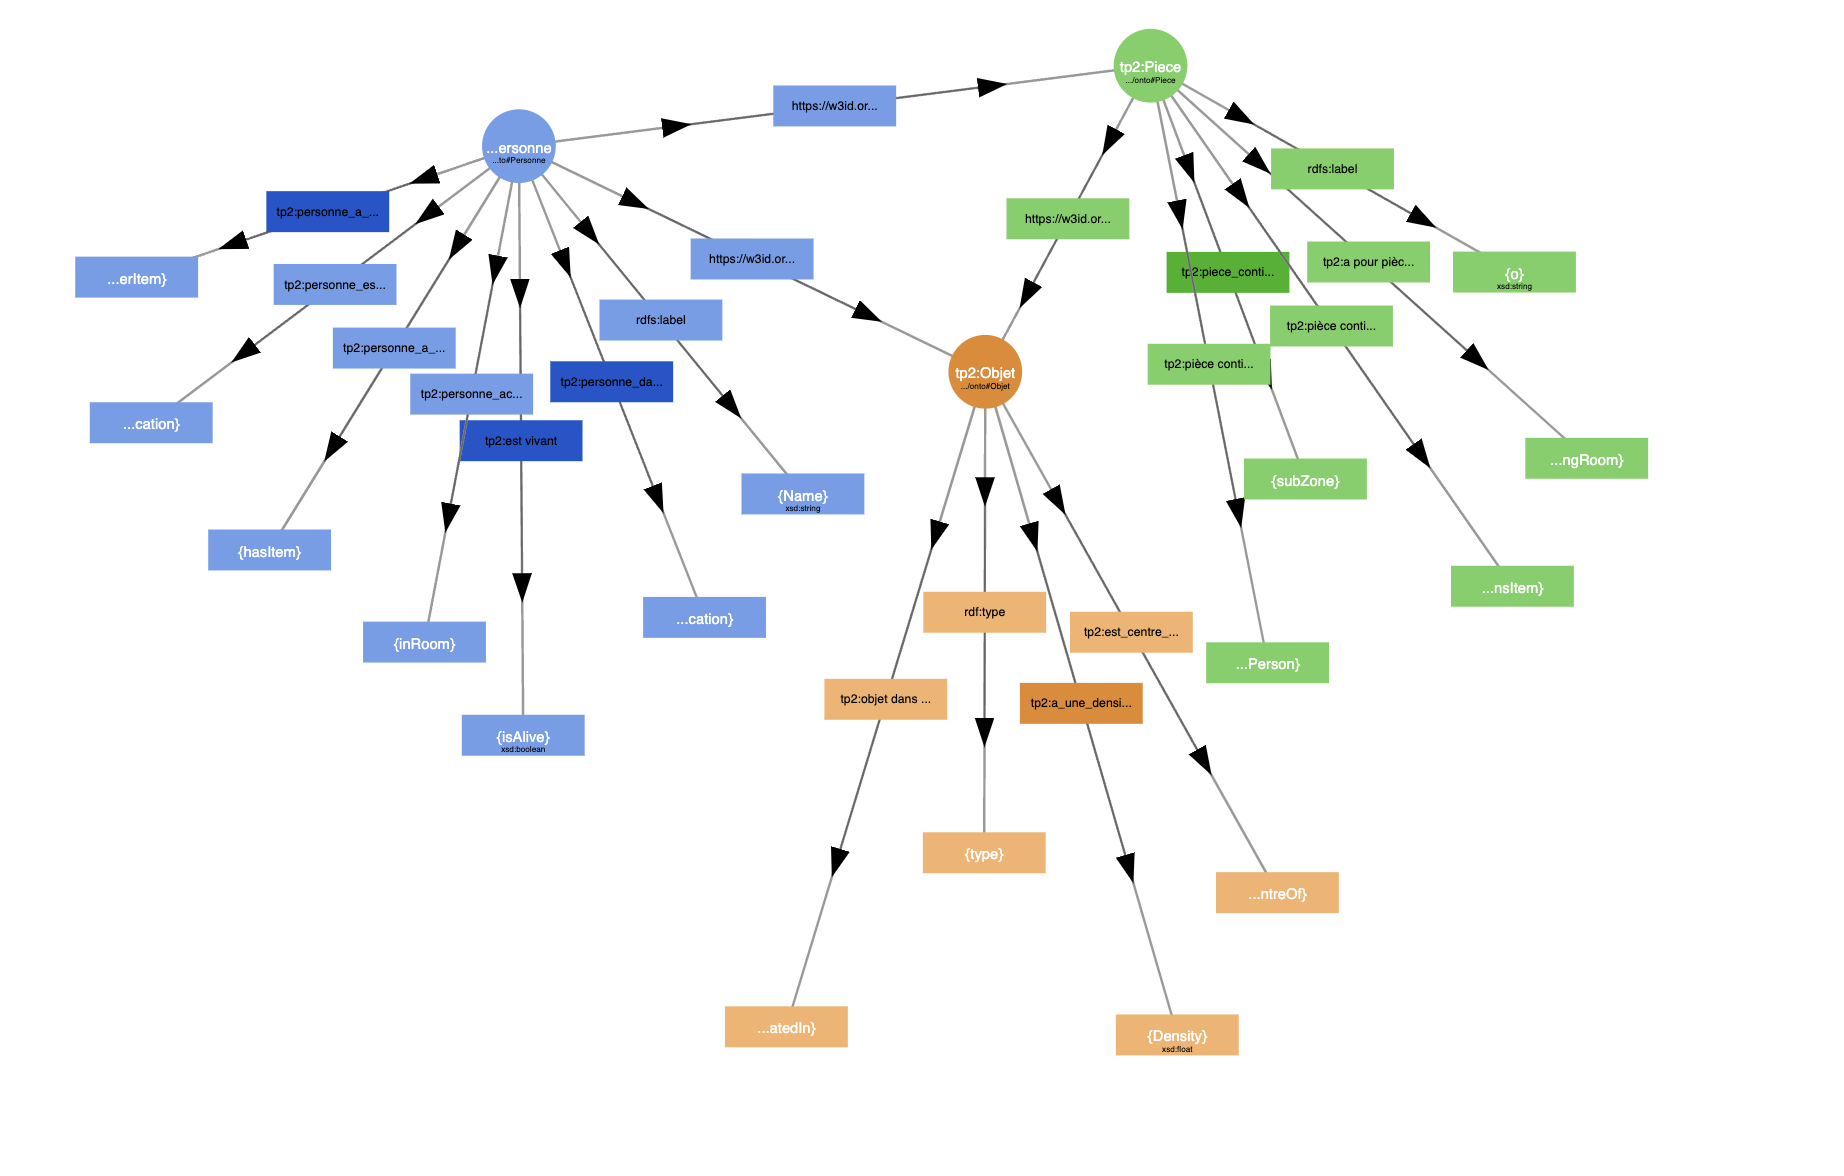 tp2:Piece
.../onto#Piece
https://w3id.or...
...ersonne
...to#Personne
rdfs:label
tp2:personne_a_...
https://w3id.or...
tp2:a pour pièc...
{o}
xsd:string
https://w3id.or...
tp2:piece_conti...
...erItem}
tp2:personne_es...
rdfs:label
tp2:pièce conti...
tp2:personne_a_...
tp2:pièce conti...
tp2:Objet
.../onto#Objet
tp2:personne_da...
tp2:personne_ac...
...cation}
tp2:est vivant
...ngRoom}
{subZone}
{Name}
xsd:string
{hasItem}
...nsItem}
rdf:type
...cation}
tp2:est_centre_...
{inRoom}
...Person}
tp2:objet dans ...
tp2:a_une_densi...
{isAlive}
xsd:boolean
{type}
...ntreOf}
...atedIn}
{Density}
xsd:float